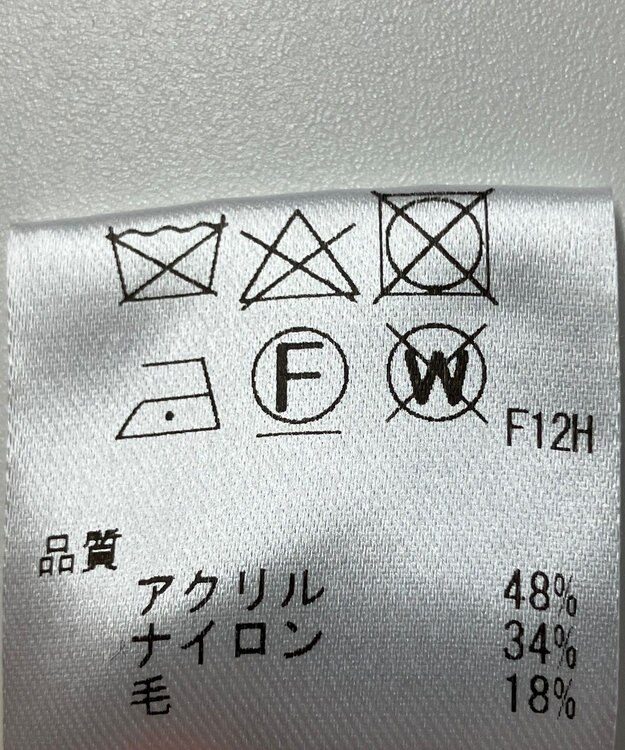 F W F12H
品質
アクリル 48%
ナイロン 34%
毛 18%